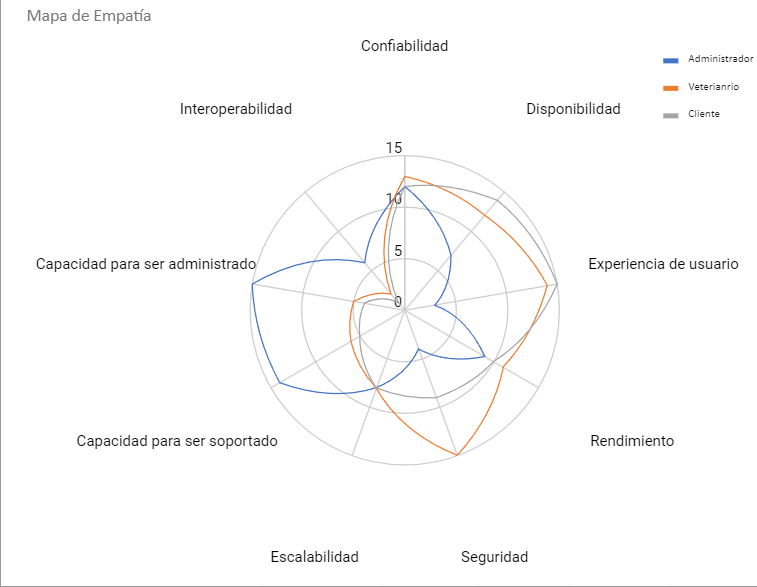 Mapa de Empatía
Confiabilidad
Administrador
Veterianrio
Cliente
Interoperabilidad
Disponibilidad
15
10
5
0
Capacidad para ser administrado
Experiencia de usuario
Capacidad para ser soportado
Rendimiento
Escalabilidad
Seguridad